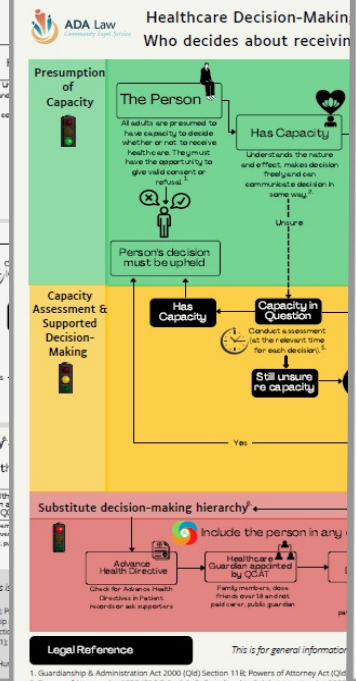 ADA Law
Community Legal Service
Healthcare Decision-Makin
Who decides about receivin
Presumption
of
Capacity
The Person
All adults are presumed to
have capacity to decide
whether or not to receive
healthcare. They must
have the opportunity to
give valid consent or
refusal.1.
Has Capacity
Understands the nature
and effect, makes decision
freely and can
communicate decision in
some way.2.
Unsure
Person's decision
must be upheld
Capacity
Assessment &
Supported
Decision-
Making
Has
Capacity
Capacity in
Question
Conduct assessment
(at the relevant time
for each decision).
Still unsure
re capacity
Yes
Substitute decision-making hierarchy
Include the person in any
Advance
Health Directive
Check for Advance Health
Directives in Patient
records or ask supporters
Healthcare
Guardian appointed
by QCAT
Family members, close
friends over 18 and not
paid carer, public guardian
Legal Reference
This is for general information
1. Guardianship & Administration Act 2000 (Qld) Section 11B; Powers of Attorney Act (Qld